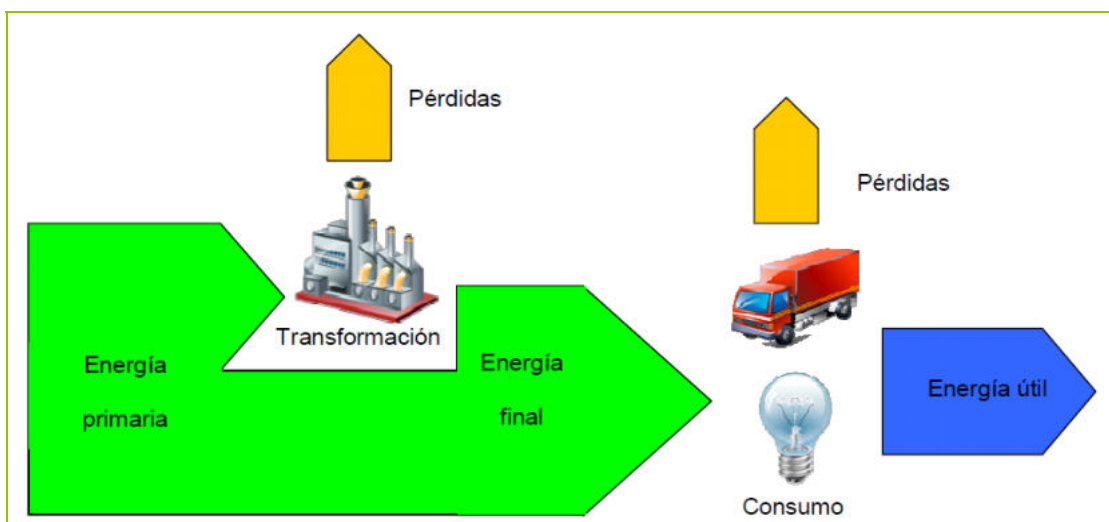 Pérdidas
Pérdidas
Transformación
Energía
primaria
Energía
final
Energía útil
Consumo